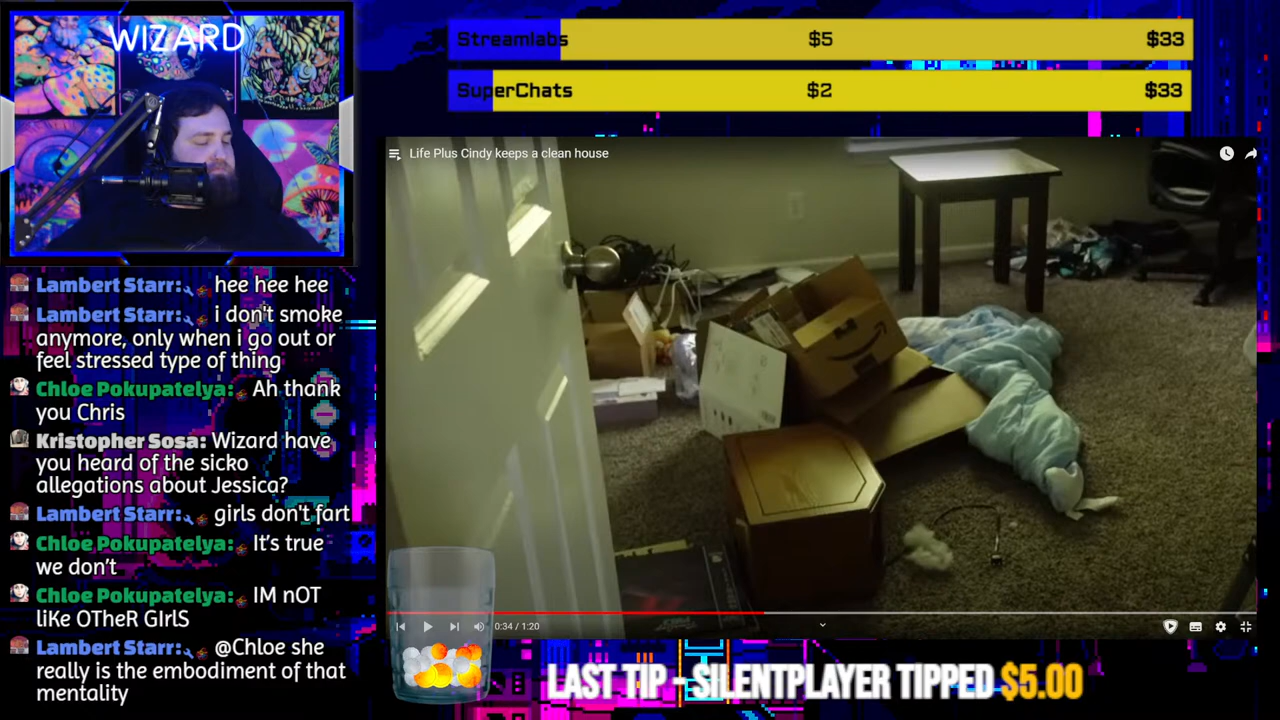 WIZARD
Streamlabs $5 $33
SuperChats $2 $33
Life Plus Cindy keeps a clean house
Lambert Starr: hee hee hee
Lambert Starr: i don't smoke
anymore, only when i go out or
feel stressed type of thing
Chloe Pokupatelya: Ah thank
you Chris
Kristopher Sosa: Wizard have
you heard of the sicko
allegations about Jessica?
Lambert Starr: girls don't fart
Chloe Pokupatelya: It's true
we don't
Chloe Pokupatelya: IM nOT
liKe OTheR GIrlS
Lambert Starr: @Chloe she
really is the embodiment of that
mentality
0:34 / 1:20
LAST TIP - SILENTPLAYER TIPPED $5.00